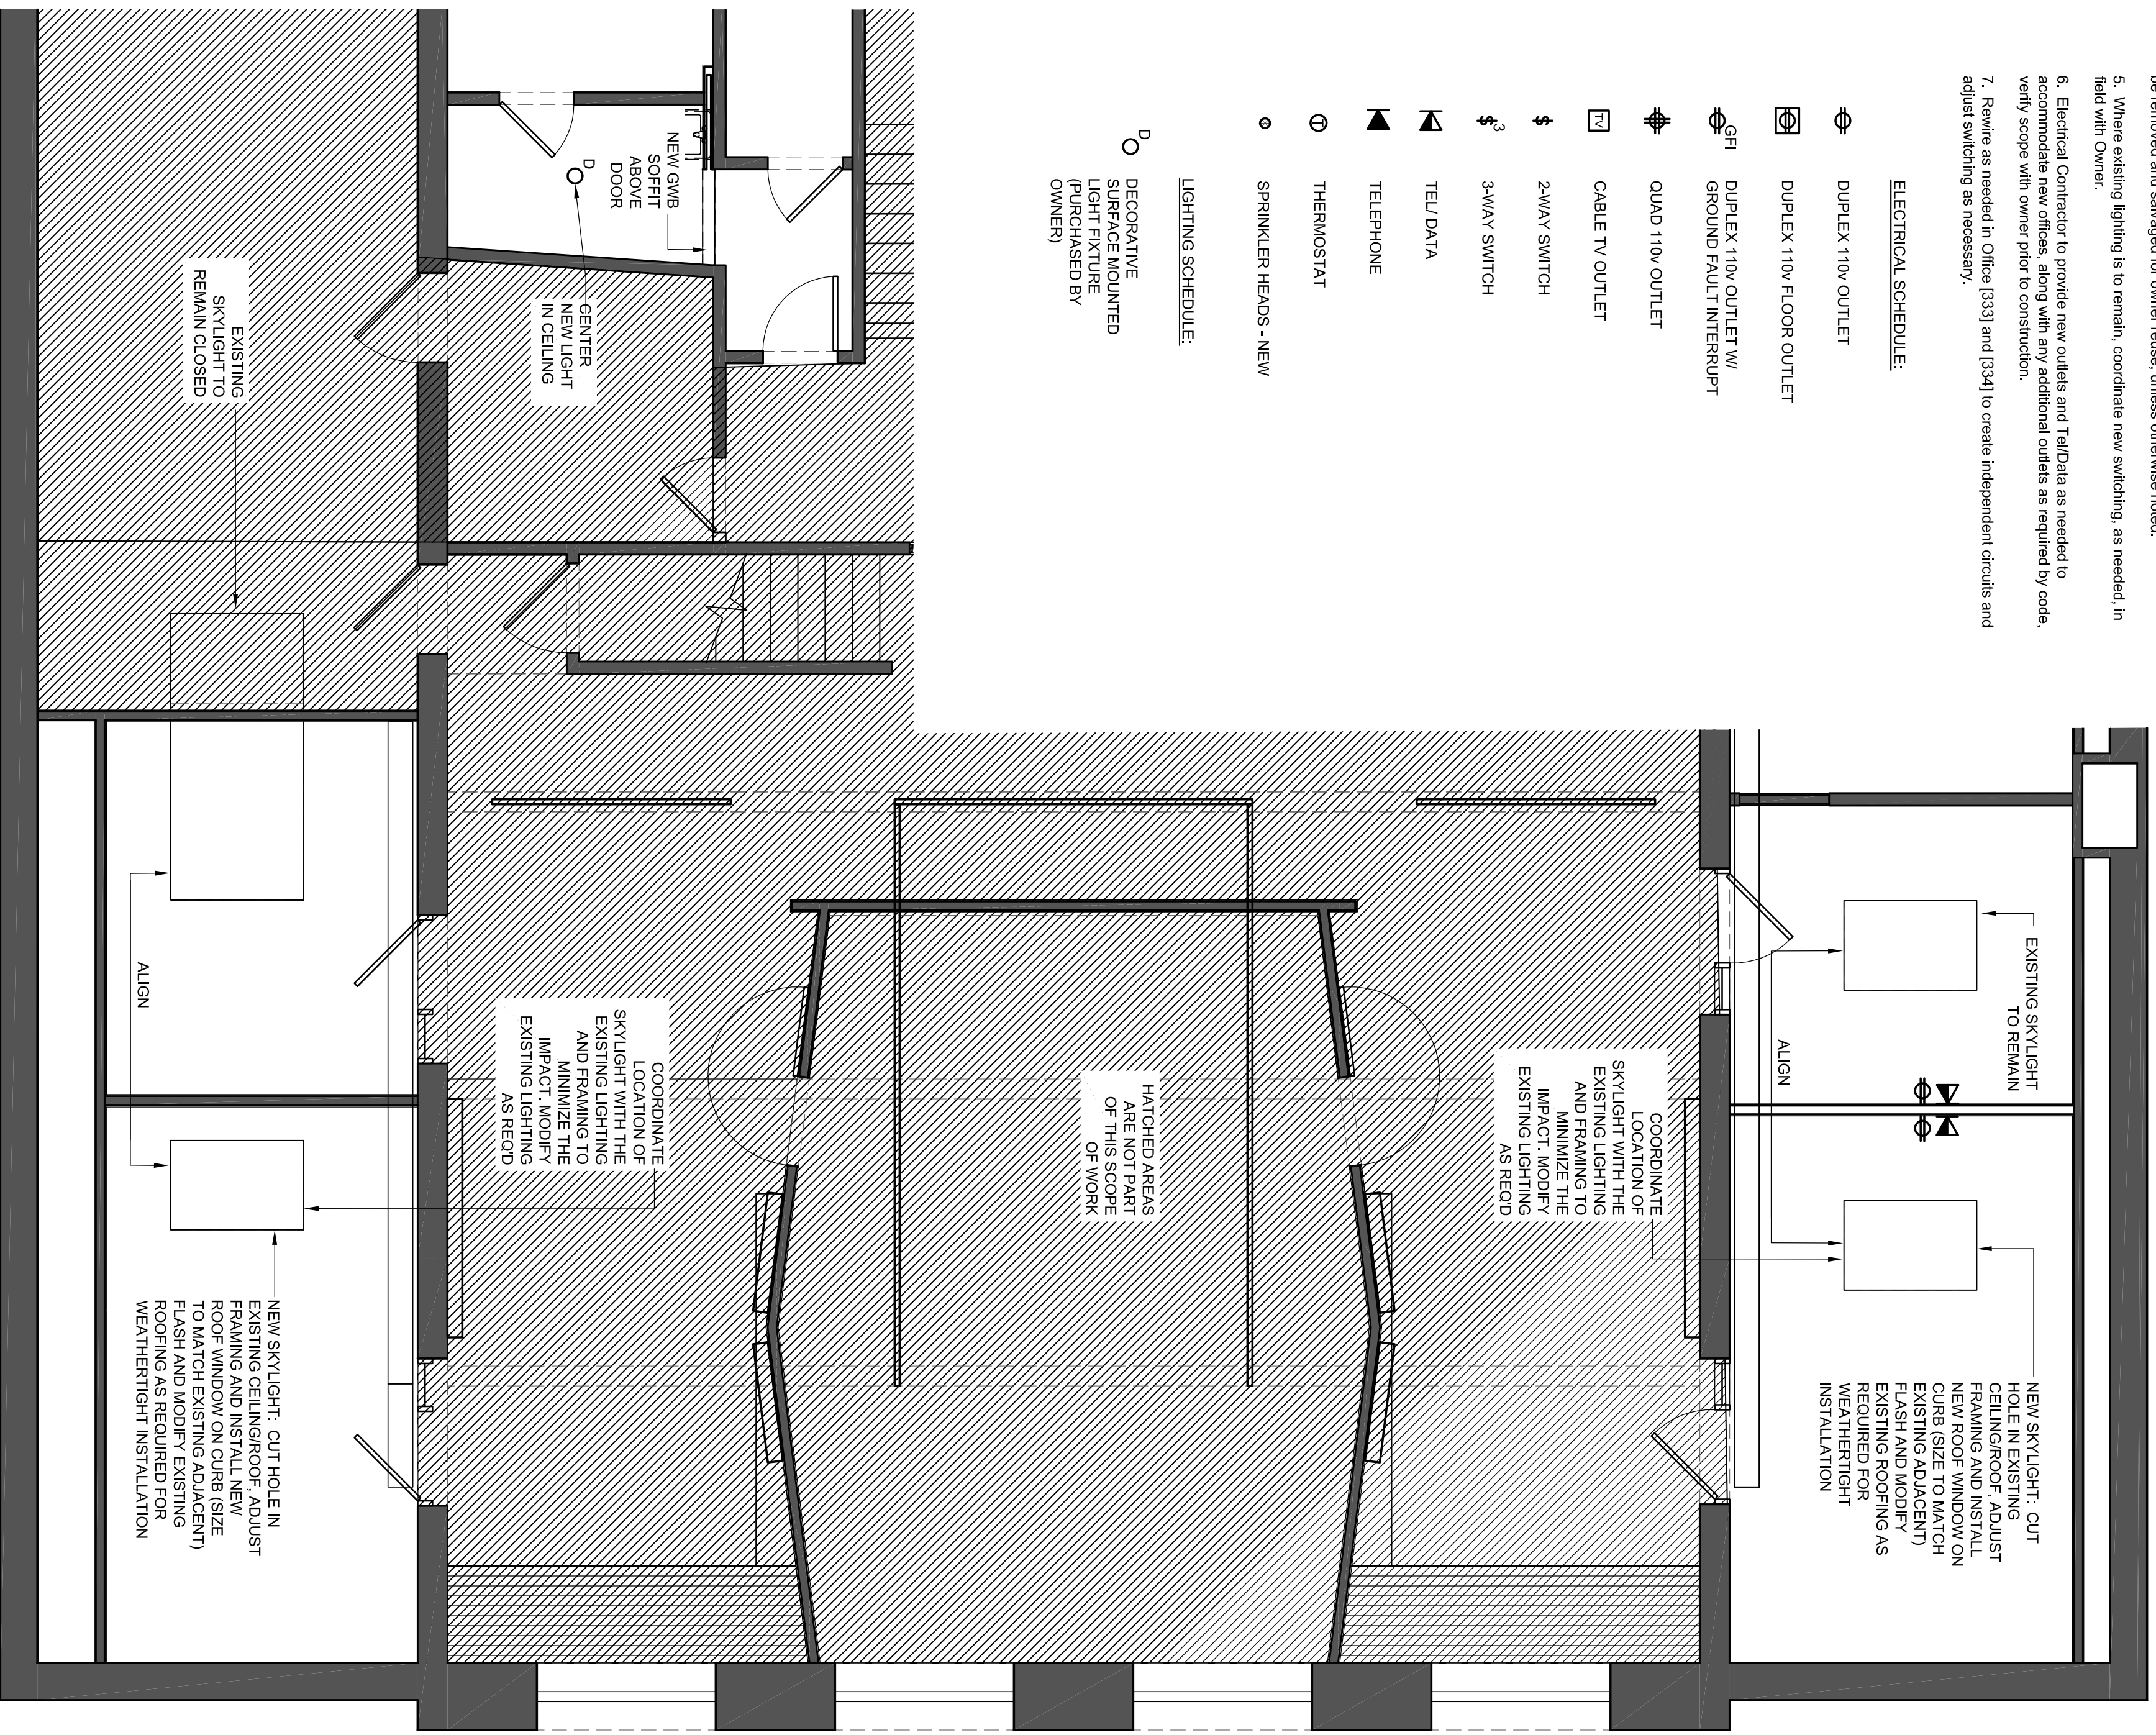 be removed and salvaged for owner reuse, unless otherwise noted.
5. Where existing lighting is to remain, coordinate new switching, as needed, in
field with Owner.
6. Electrical Contractor to provide new outlets and Tel/Data as needed to
accommodate new offices, along with any additional outlets as required by code,
verify scope with owner prior to construction.
7. Rewire as needed in Office [333] and [334] to create independent circuits and
adjust switching as necessary.
ELECTRICAL SCHEDULE:
DUPLEX 110v OUTLET
DUPLEX 110v FLOOR OUTLET
GFI
DUPLEX 110v OUTLET W/
GROUND FAULT INTERRUPT
QUAD 110v OUTLET
TV
CABLE TV OUTLET
$
2-WAY SWITCH
$3
3-WAY SWITCH
TEL/ DATA
TELEPHONE
T
THERMOSTAT
SPRINKLER HEADS - NEW
LIGHTING SCHEDULE:
D
DECORATIVE
SURFACE MOUNTED
LIGHT FIXTURE
(PURCHASED BY
OWNER)
NEW GWB
SOFFIT
ABOVE
DOOR
D
CENTER
NEW LIGHT
IN CEILING
EXISTING
SKYLIGHT TO
REMAIN CLOSED
EXISTING SKYLIGHT
TO REMAIN
ALIGN
NEW SKYLIGHT: CUT
HOLE IN EXISTING
CEILING/ROOF, ADJUST
FRAMING AND INSTALL
NEW ROOF WINDOW ON
CURB (SIZE TO MATCH
EXISTING ADJACENT)
FLASH AND MODIFY
EXISTING ROOFING AS
REQUIRED FOR
WEATHERTIGHT
INSTALLATION
COORDINATE
LOCATION OF
SKYLIGHT WITH THE
EXISTING LIGHTING
AND FRAMING TO
MINIMIZE THE
IMPACT. MODIFY
EXISTING LIGHTING
AS REQ'D
HATCHED AREAS
ARE NOT PART
OF THIS SCOPE
OF WORK
COORDINATE
LOCATION OF
SKYLIGHT WITH THE
EXISTING LIGHTING
AND FRAMING TO
MINIMIZE THE
IMPACT. MODIFY
EXISTING LIGHTING
AS REQ'D
ALIGN
NEW SKYLIGHT: CUT HOLE IN
EXISTING CEILING/ROOF, ADJUST
FRAMING AND INSTALL NEW
ROOF WINDOW ON CURB (SIZE
TO MATCH EXISTING ADJACENT)
FLASH AND MODIFY EXISTING
ROOFING AS REQUIRED FOR
WEATHERTIGHT INSTALLATION